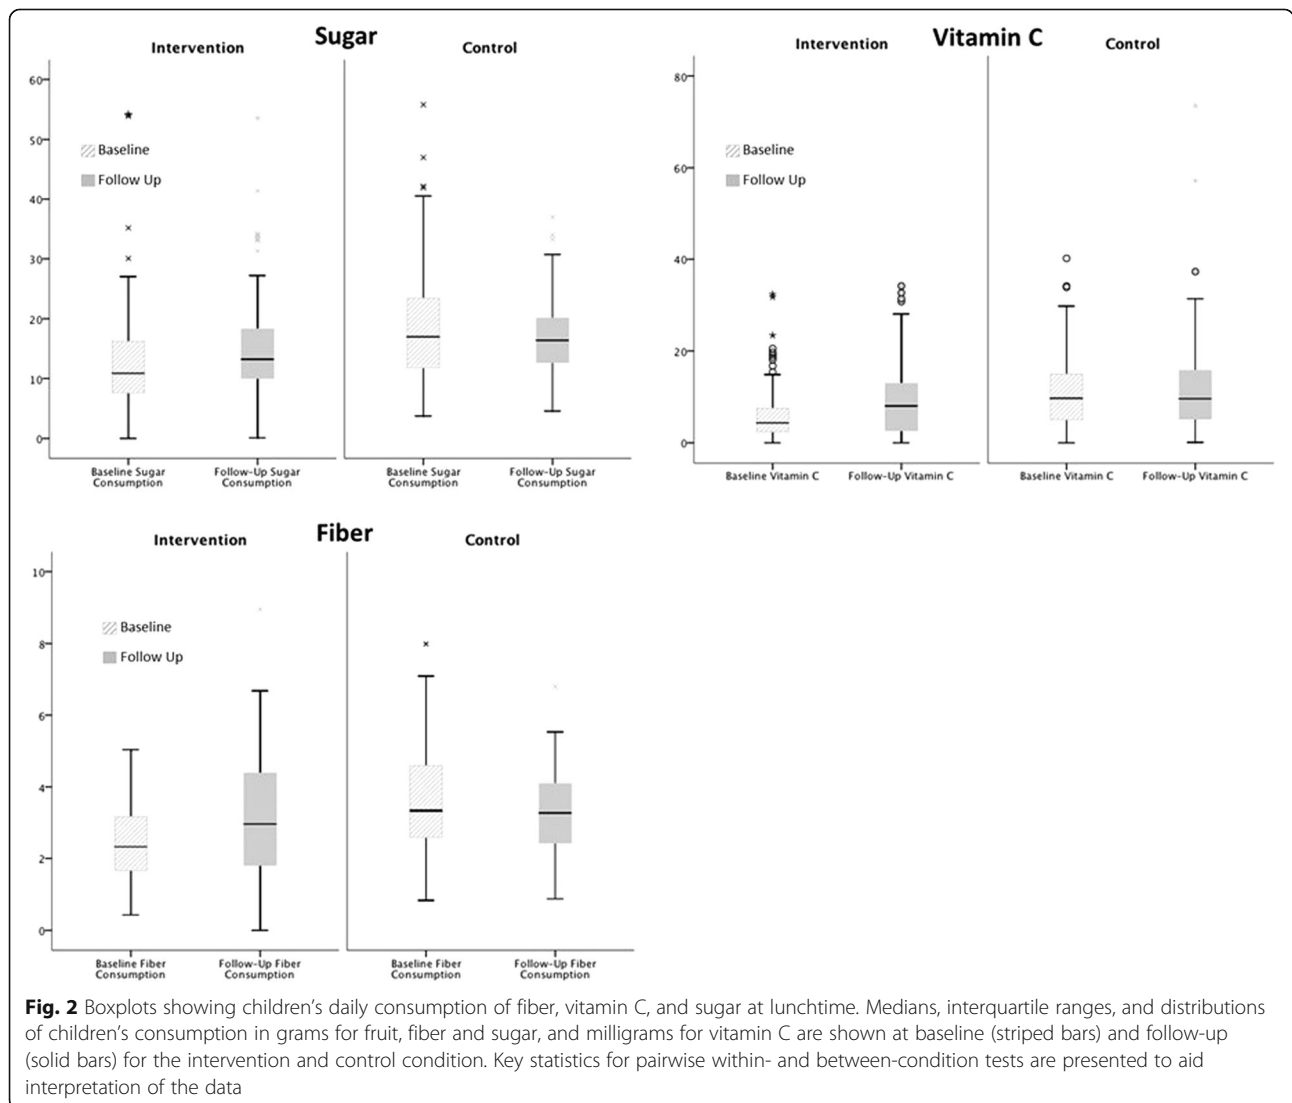 Sugar
Intervention
Control
60
50
40
30
20
10
0
Baseline
Follow Up
Baseline Sugar
Consumption
Follow-Up Sugar
Consumption
Baseline Sugar
Consumption
Follow-Up Sugar
Consumption
Vitamin C
Intervention
Control
80
60
40
20
0
Baseline
Follow Up
Baseline Vitamin C
Follow-Up Vitamin C
Baseline Vitamin C
Follow-Up Vitamin C
Fiber
Intervention
Control
10
8
6
4
2
0
Baseline
Follow Up
Baseline Fiber
Consumption
Follow-Up Fiber
Consumption
Baseline Fiber
Consumption
Follow-Up Fiber
Consumption
Fig. 2 Boxplots showing children’s daily consumption of fiber, vitamin C, and sugar at lunchtime. Medians, interquartile ranges, and distributions
of children’s consumption in grams for fruit, fiber and sugar, and milligrams for vitamin C are shown at baseline (striped bars) and follow-up
(solid bars) for the intervention and control condition. Key statistics for pairwise within- and between-condition tests are presented to aid
interpretation of the data